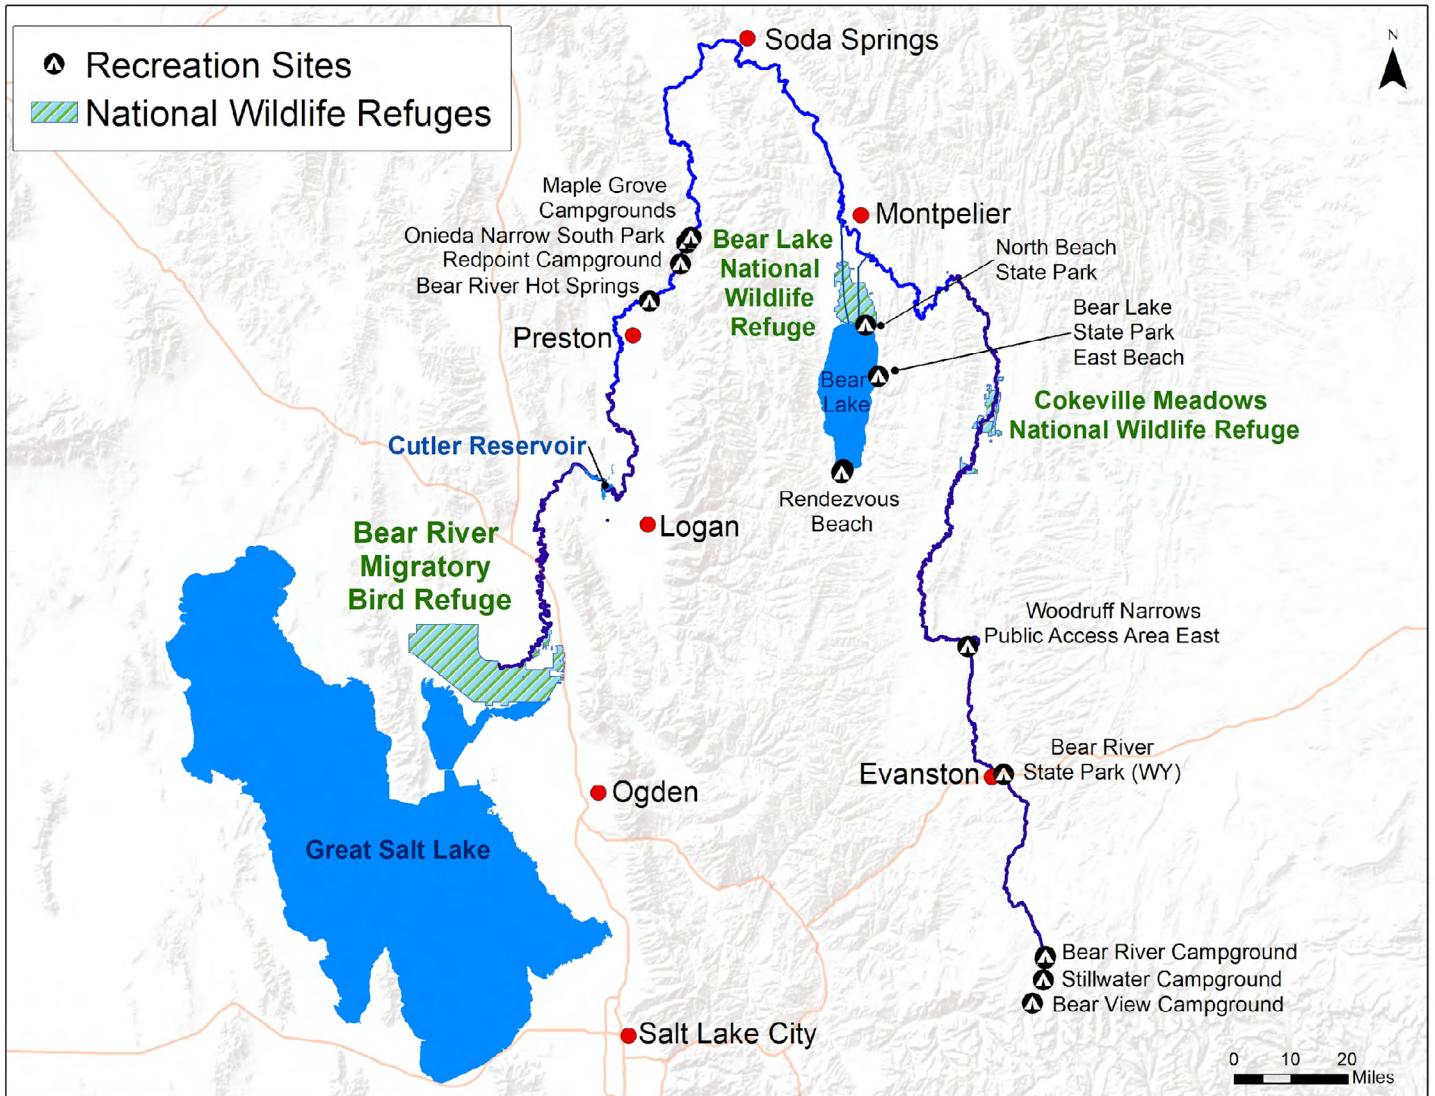 Recreation Sites
National Wildlife Refuges
N
Soda Springs
Maple Grove
Campgrounds
Onieda Narrow South Park
Redpoint Campground
Bear River Hot Springs
Montpelier
Bear Lake
National
Wildlife
Refuge
North Beach
State Park
Bear Lake
State Park
East Beach
Preston
Bear
Lake
Cokeville Meadows
National Wildlife Refuge
Cutler Reservoir
Rendezvous
Beach
Logan
Bear River
Migratory
Bird Refuge
Woodruff Narrows
Public Access Area East
Bear River
State Park (WY)
Evanston
Ogden
Great Salt Lake
Bear River Campground
Stillwater Campground
Bear View Campground
Salt Lake City
0 10 20
Miles